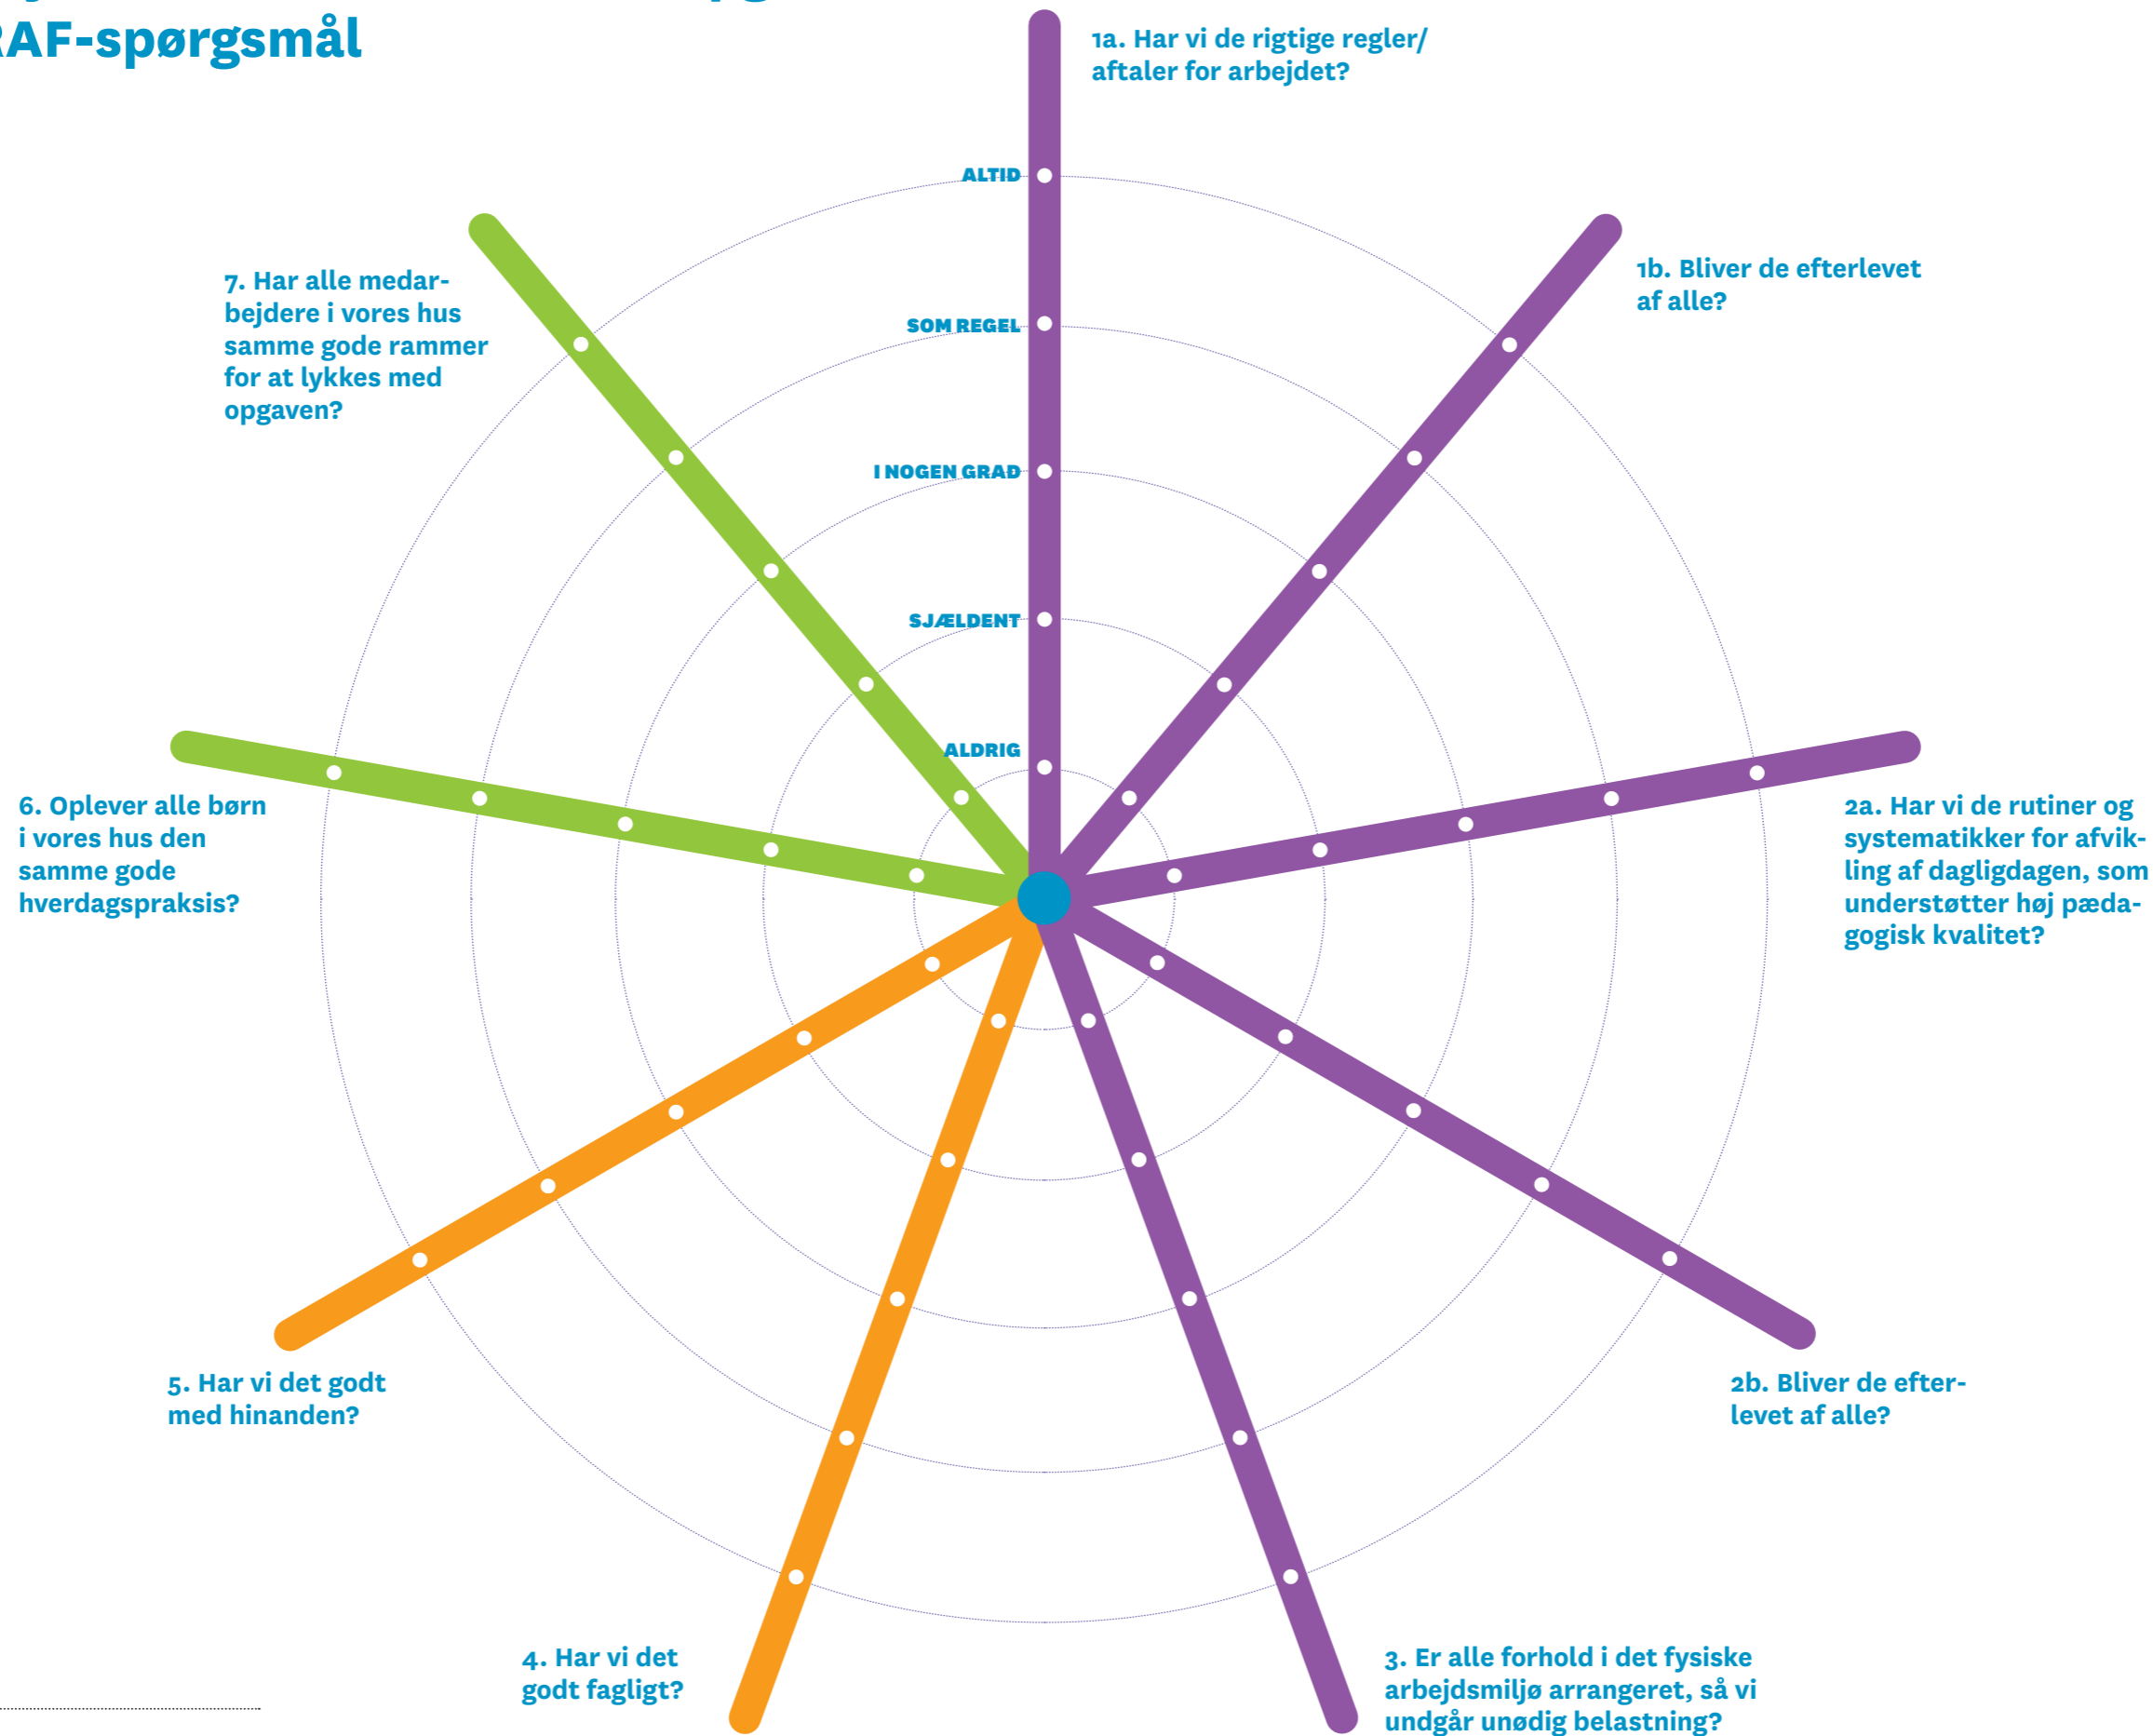 RAF-spørgsmål
1a. Har vi de rigtige regler/
aftaler for arbejdet?
ALTID
1b. Bliver de efterlevet
af alle?
7. Har alle medar-
bejdere i vores hus
samme gode rammer
for at lykkes med
opgaven?
SOM REGEL
I NOGEN GRAD
SJÆLDENT
ALDRIG
6. Oplever alle børn
i vores hus den
samme gode
hverdagspraksis?
2a. Har vi de rutiner og
systematikker for afvik-
ling af dagligdagen, som
understøtter høj pæda-
gogisk kvalitet?
5. Har vi det godt
med hinanden?
2b. Bliver de efter-
levet af alle?
4. Har vi det
godt fagligt?
3. Er alle forhold i det fysiske
arbejdsmiljø arrangeret, så vi
undgår unødig belastning?